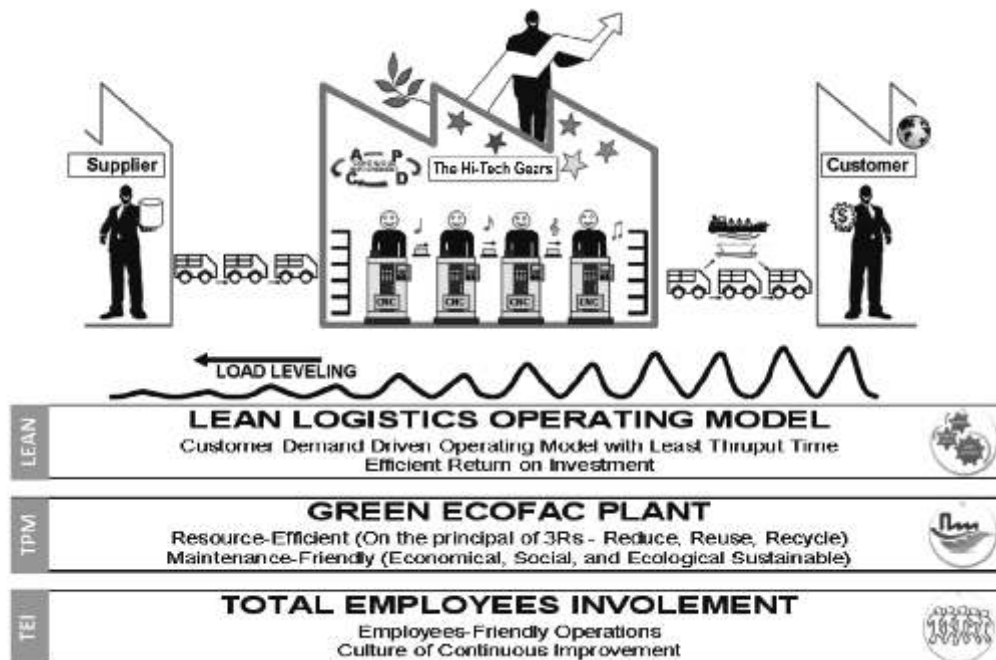 Supplier
A P
C D
The Hi-Tech Gears
Customer
$
CNC CNC CNC CNC
LOAD LEVELING
LEAN
LEAN LOGISTICS OPERATING MODEL
Customer Demand Driven Operating Model with Least Thruput Time
Efficient Return on Investment
TPM
GREEN ECOFAC PLANT
Resource-Efficient (On the principal of 3Rs - Reduce, Reuse, Recycle)
Maintenance-Friendly (Economical, Social, and Ecological Sustainable)
TEI
TOTAL EMPLOYEES INVOLEMENT
Employees-Friendly Operations
Culture of Continuous Improvement